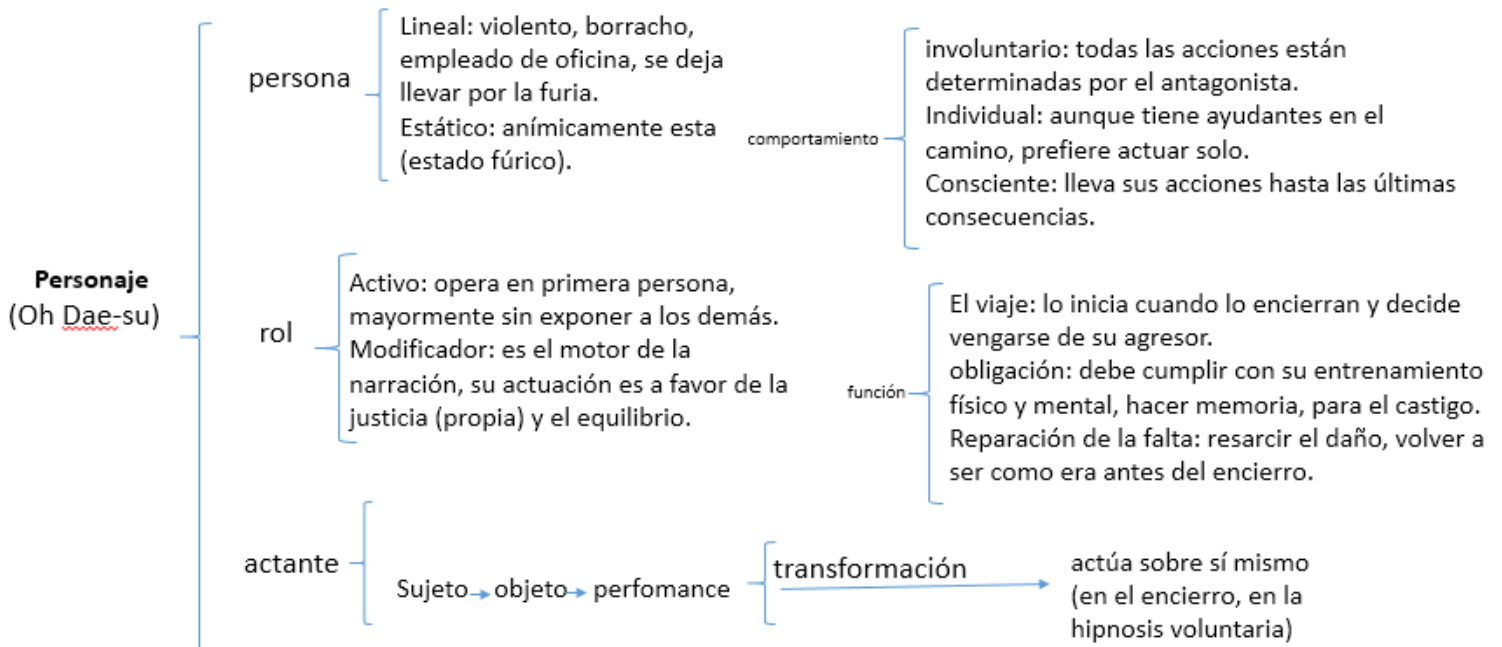 Personaje
(Oh Dae-su)
persona
Lineal: violento, borracho,
empleado de oficina, se deja
llevar por la furia.
Estático: anímicamente esta
(estado fúrico).
comportamiento
involuntario: todas las acciones están
determinadas por el antagonista.
Individual: aunque tiene ayudantes en el
camino, prefiere actuar solo.
Consciente: lleva sus acciones hasta las últimas
consecuencias.
rol
Activo: opera en primera persona,
mayormente sin exponer a los demás.
Modificador: es el motor de la
narración, su actuación es a favor de la
justicia (propia) y el equilibrio.
función
El viaje: lo inicia cuando lo encierran y decide
vengarse de su agresor.
obligación: debe cumplir con su entrenamiento
físico y mental, hacer memoria, para el castigo.
Reparación de la falta: resarcir el daño, volver a
ser como era antes del encierro.
actante
Sujeto objeto perfomance
transformación
actúa sobre sí mismo
(en el encierro, en la
hipnosis voluntaria)